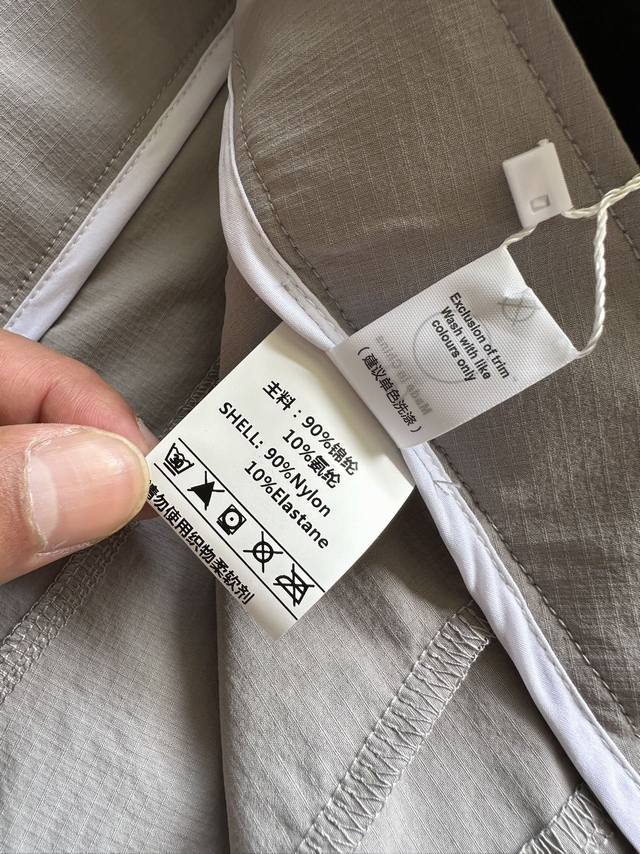 主料：90%锦纶
10%氨纶
SHELL: 90%Nylon
10%Elastane
请勿使用织物柔软剂
Exclusion of trim
Wash with like
colours only
(建议单色洗涤)